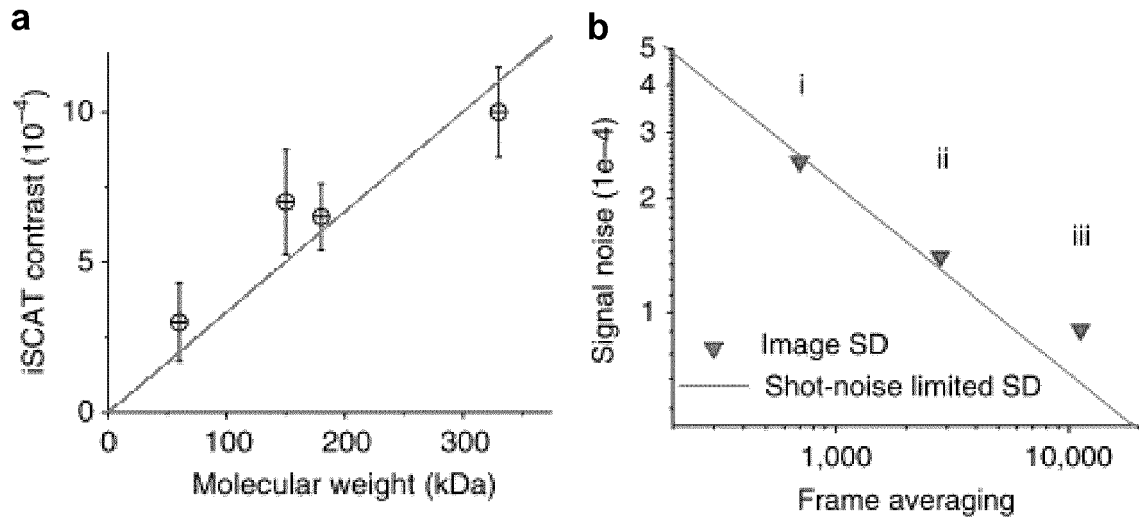 a
iSCAT contrast (10⁻⁴)
10
5
0
0 100 200 300
Molecular weight (kDa)
b
Signal noise (1e–4)
5
4
3
2
1
i
ii
iii
Image SD
Shot-noise limited SD
1,000 10,000
Frame averaging